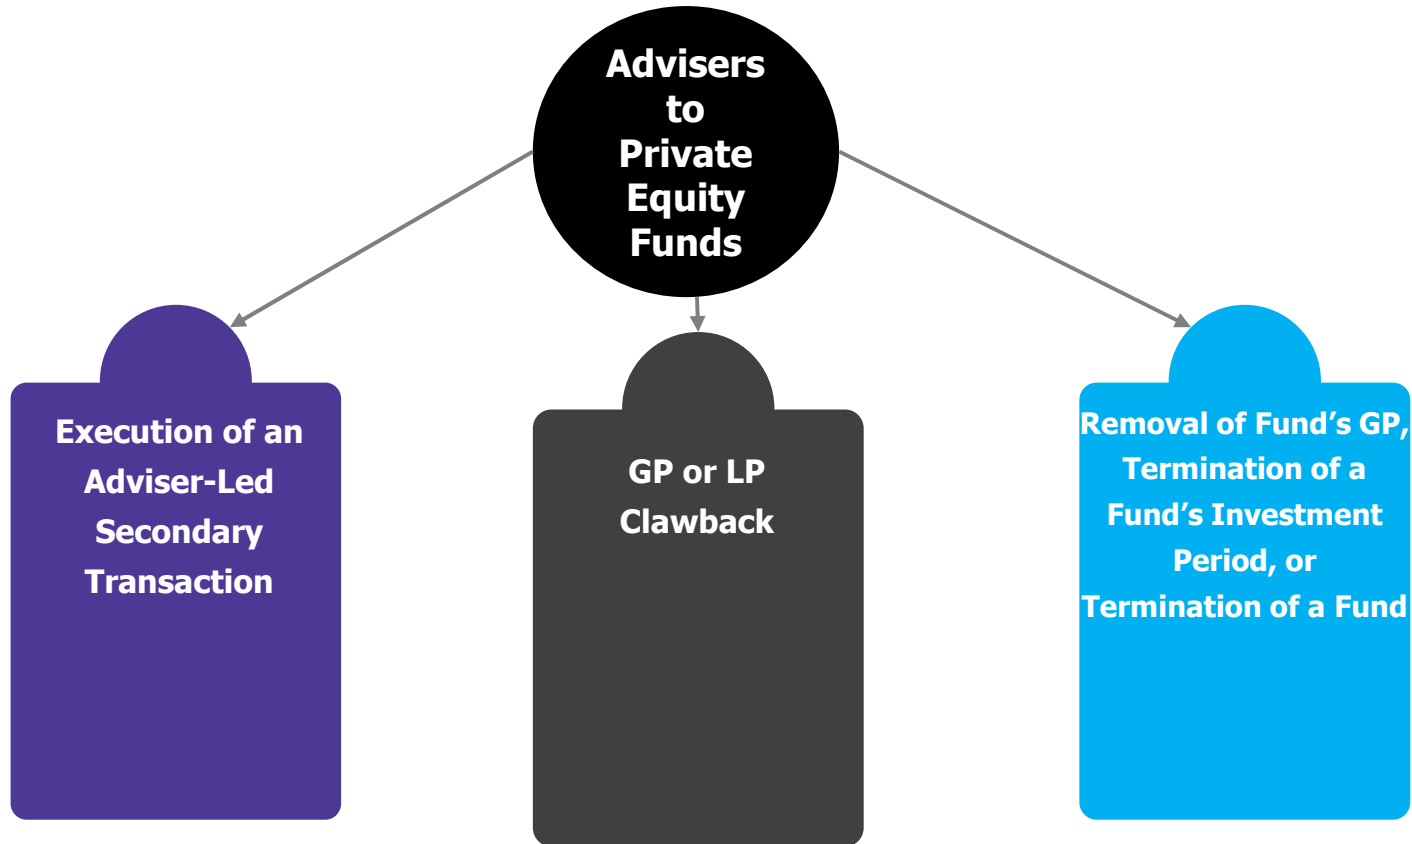 Advisers
to
Private
Equity
Funds
Execution of an
Adviser-Led
Secondary
Transaction
GP or LP
Clawback
Removal of Fund’s GP,
Termination of a
Fund’s Investment
Period, or
Termination of a Fund